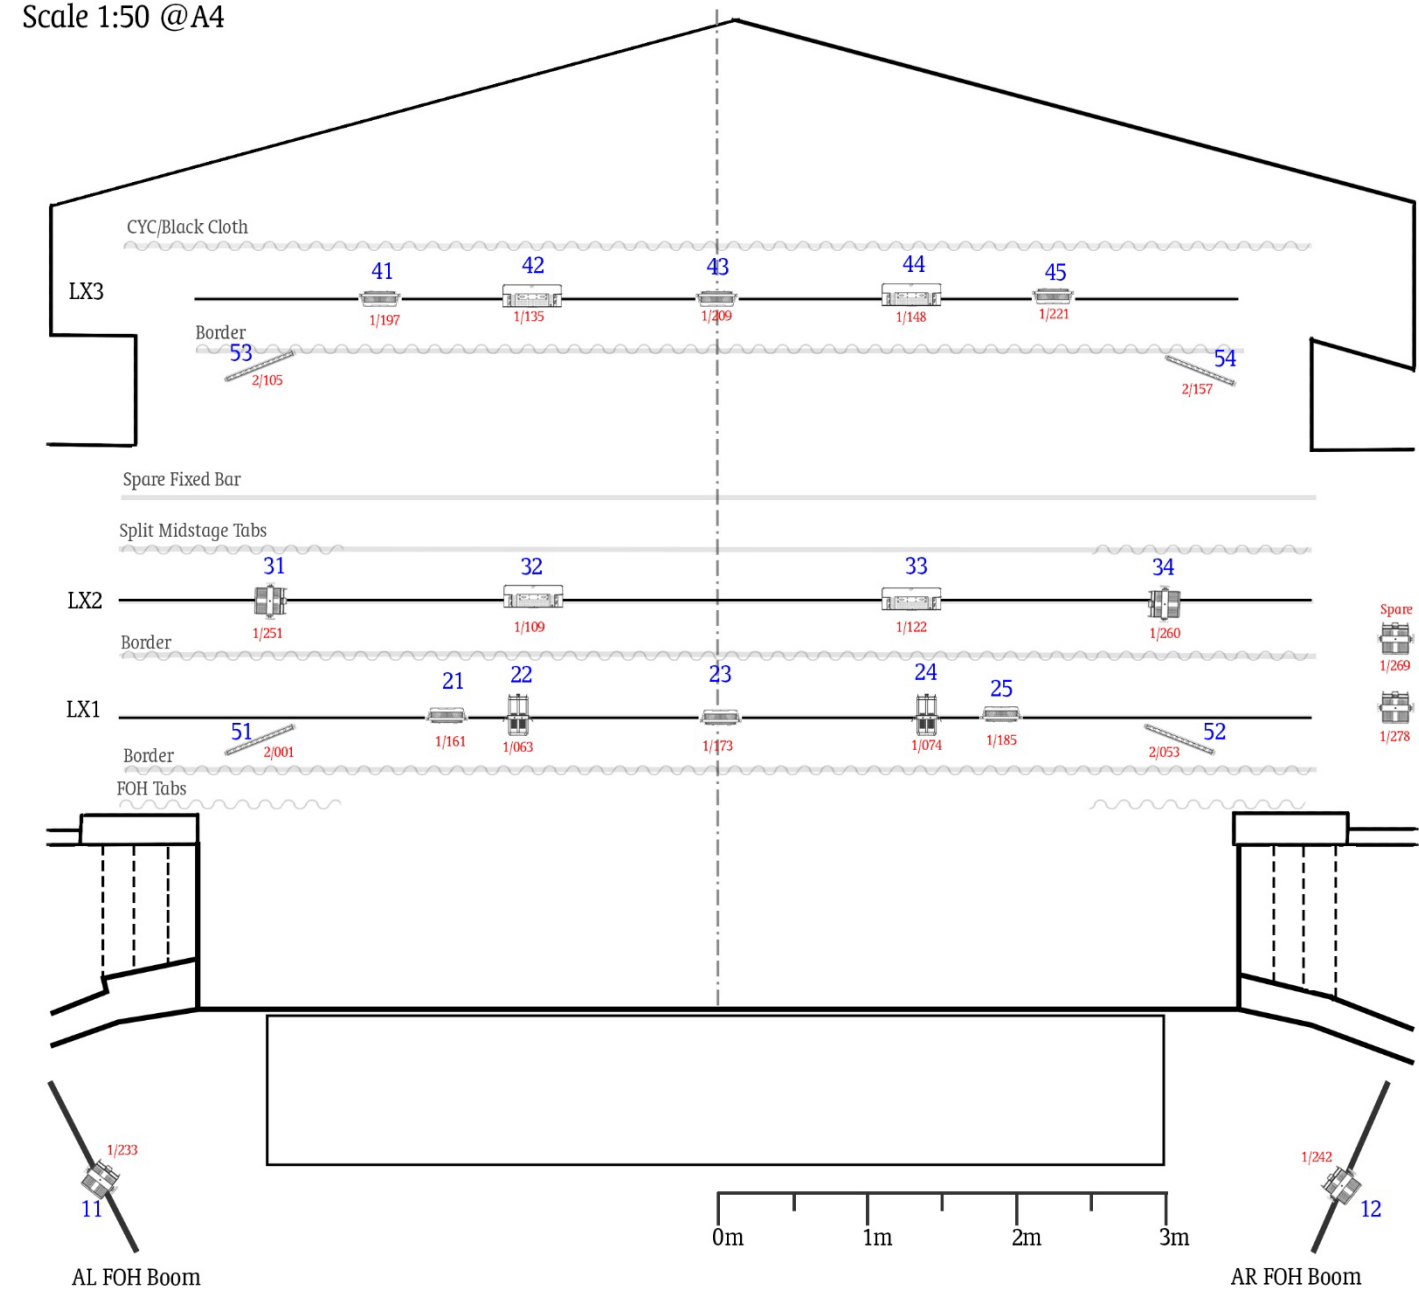 Scale 1:50 @A4
CYC/Black Cloth
41
42
43
44
45
LX3
1/197
1/135
1/209
1/148
1/221
Border
53
2/105
54
2/157
Spare Fixed Bar
Split Midstage Tabs
31
32
33
34
LX2
1/251
1/109
1/122
1/260
Spare
1/269
Border
21
22
23
24
25
LX1
1/161
1/063
1/173
1/074
1/185
1/278
51
2/001
52
2/053
Border
FOH Tabs
1/233
11
1/242
12
0m
1m
2m
3m
AL FOH Boom
AR FOH Boom